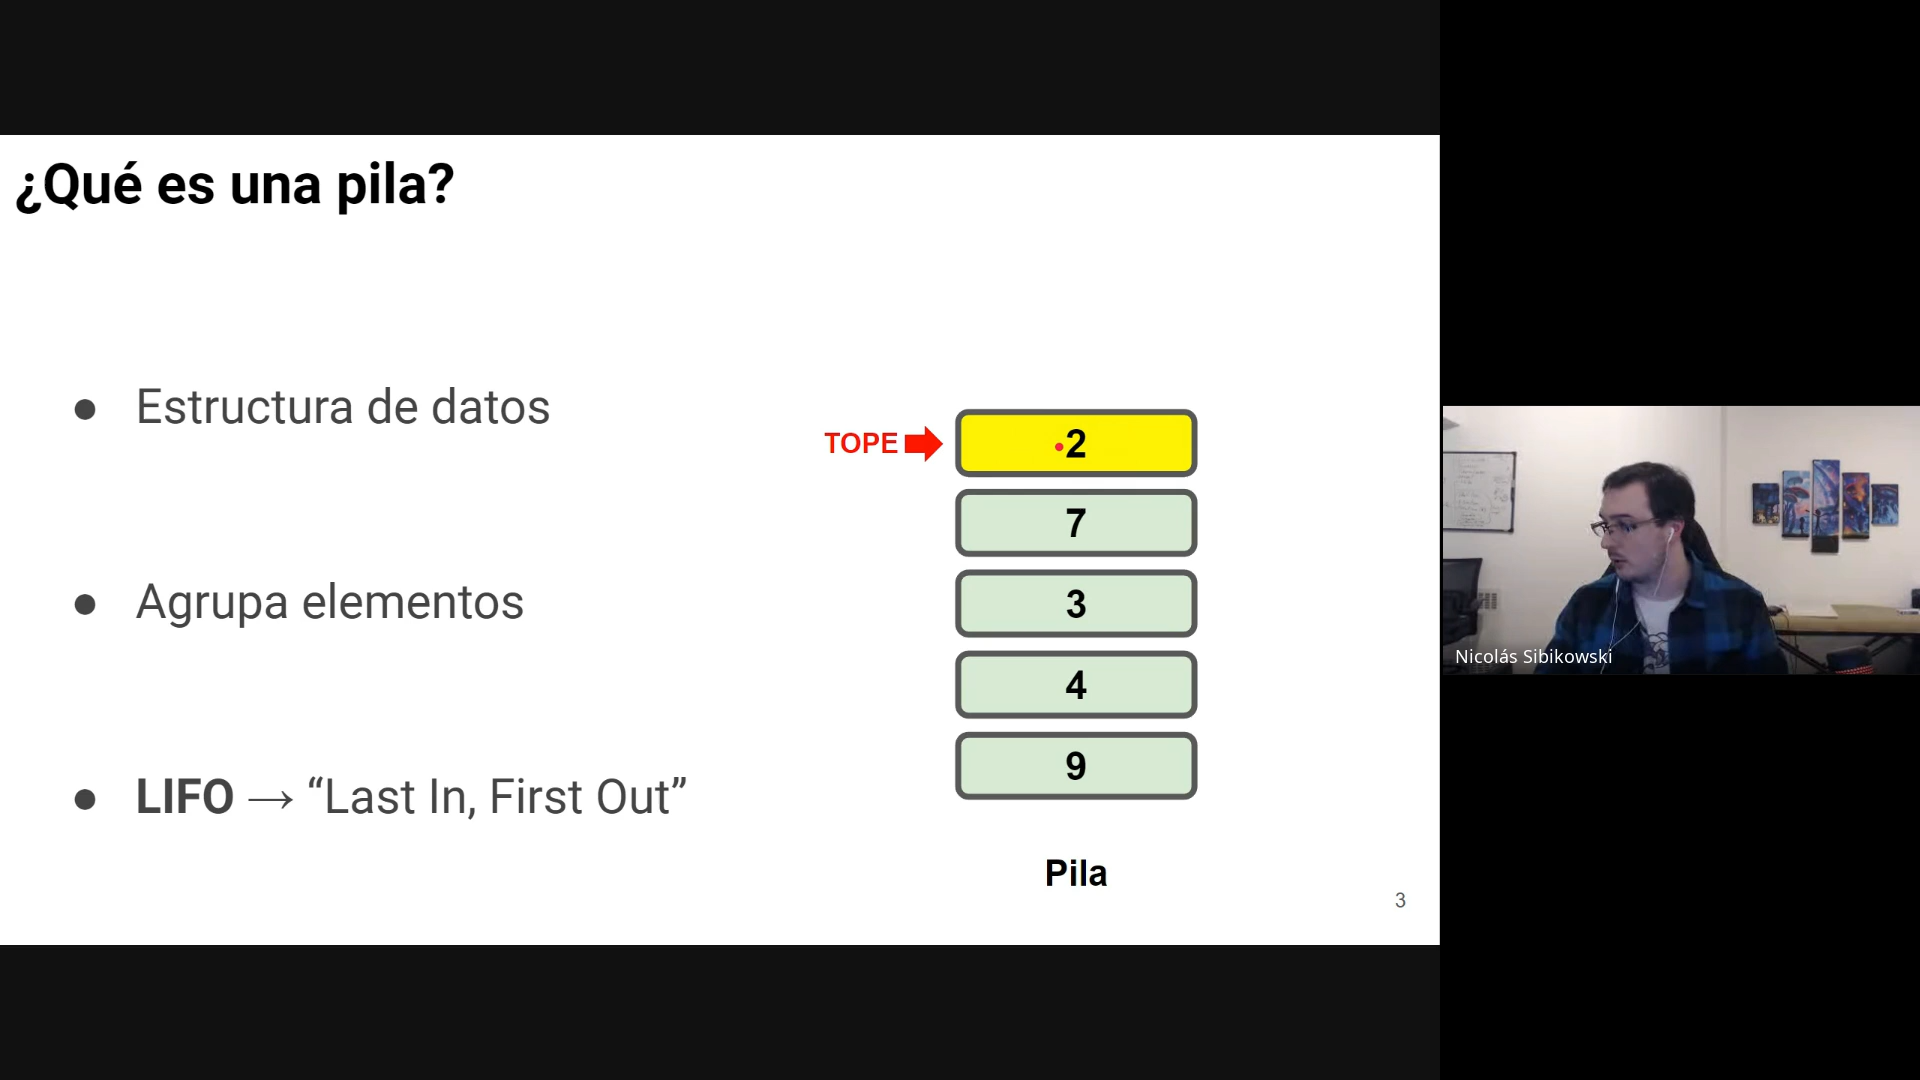 ¿Qué es una pila?
● Estructura de datos
● Agrupa elementos
● LIFO → “Last In, First Out”
TOPE
2
7
3
4
9
Pila
3
Nicolás Sibikowski